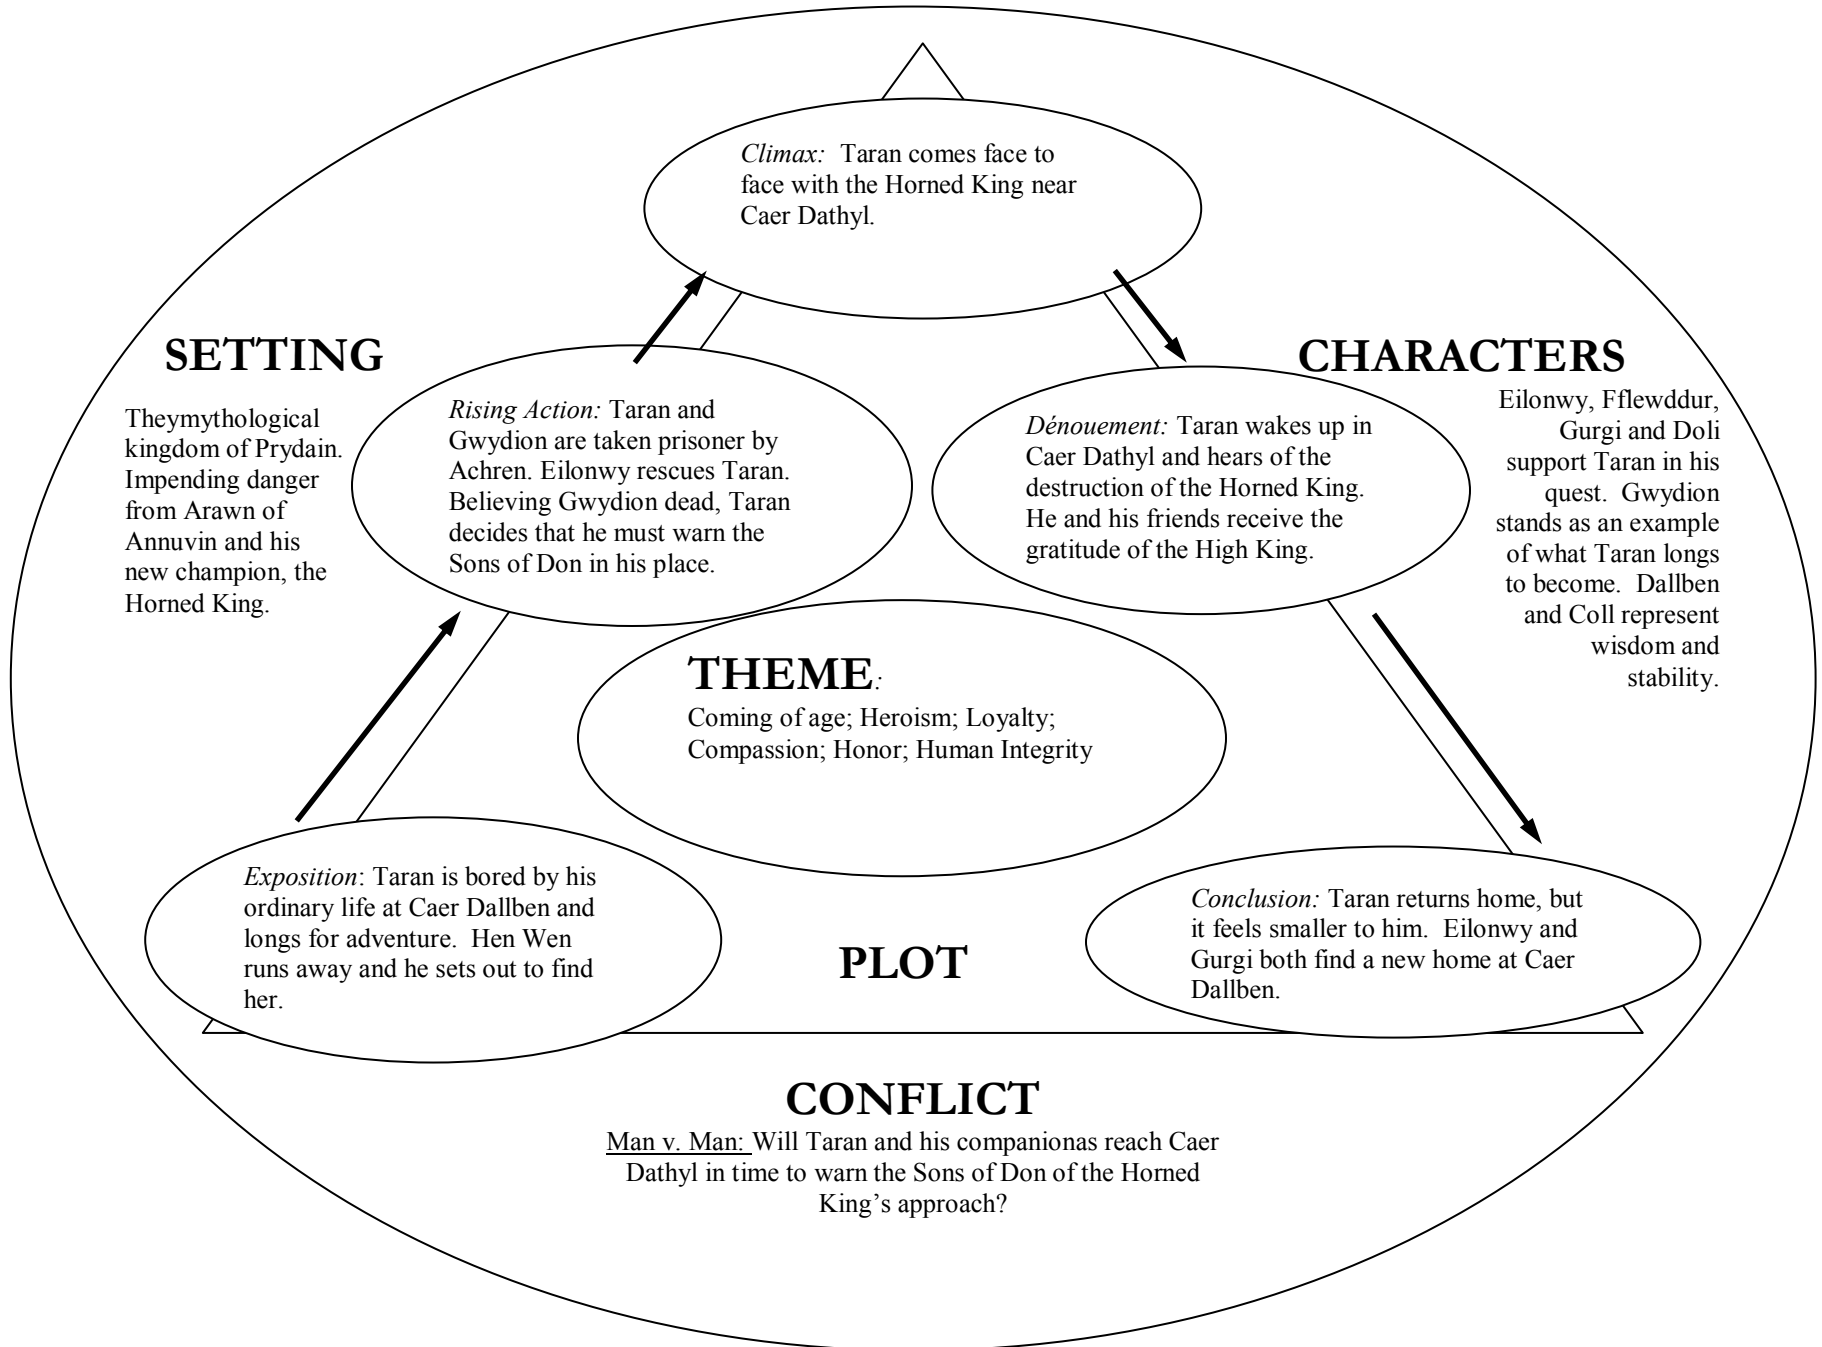 Climax: Taran comes face to
face with the Horned King near
Caer Dathyl.
SETTING
Theymythological
kingdom of Prydain.
Impending danger
from Arawn of
Annuvin and his
new champion, the
Horned King.
Rising Action: Taran and
Gwydion are taken prisoner by
Achren. Eilonwy rescues Taran.
Believing Gwydion dead, Taran
decides that he must warn the
Sons of Don in his place.
Dénouement: Taran wakes up in
Caer Dathyl and hears of the
destruction of the Horned King.
He and his friends receive the
gratitude of the High King.
CHARACTERS
Eilonwy, Fflewddur,
Gurgi and Doli
support Taran in his
quest. Gwydion
stands as an example
of what Taran longs
to become. Dallben
and Coll represent
wisdom and
stability.
THEME:
Coming of age; Heroism; Loyalty;
Compassion; Honor; Human Integrity
Exposition: Taran is bored by his
ordinary life at Caer Dallben and
longs for adventure. Hen Wen
runs away and he sets out to find
her.
PLOT
Conclusion: Taran returns home, but
it feels smaller to him. Eilonwy and
Gurgi both find a new home at Caer
Dallben.
CONFLICT
Man v. Man: Will Taran and his companionas reach Caer
Dathyl in time to warn the Sons of Don of the Horned
King’s approach?